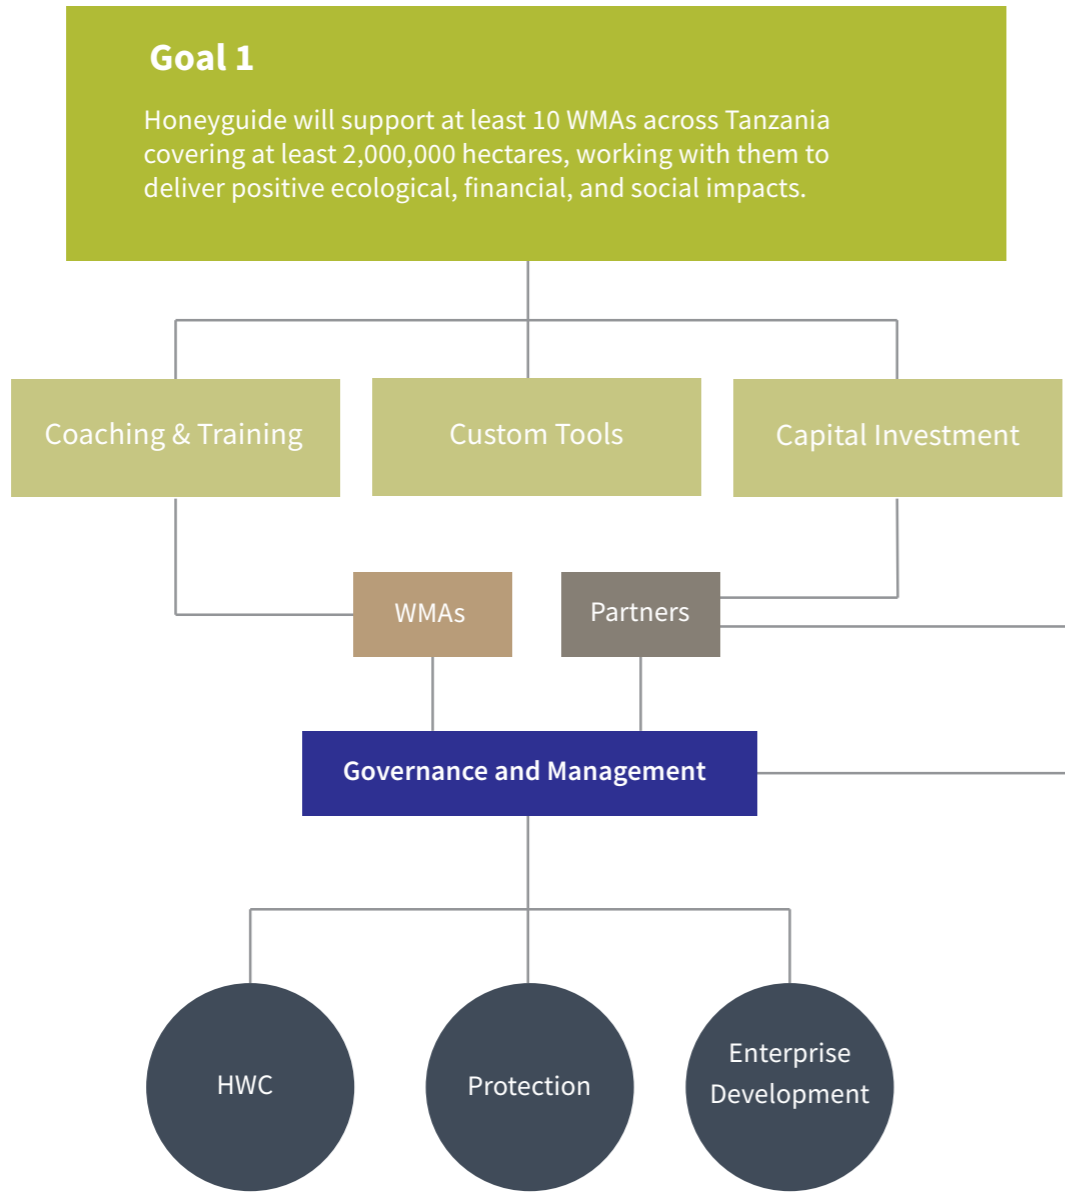 Goal 1
Honeyguide will support at least 10 WMAs across Tanzania
covering at least 2,000,000 hectares, working with them to
deliver positive ecological, financial, and social impacts.
Coaching & Training
Custom Tools
Capital Investment
WMAs
Partners
Governance and Management
HWC
Protection
Enterprise
Development